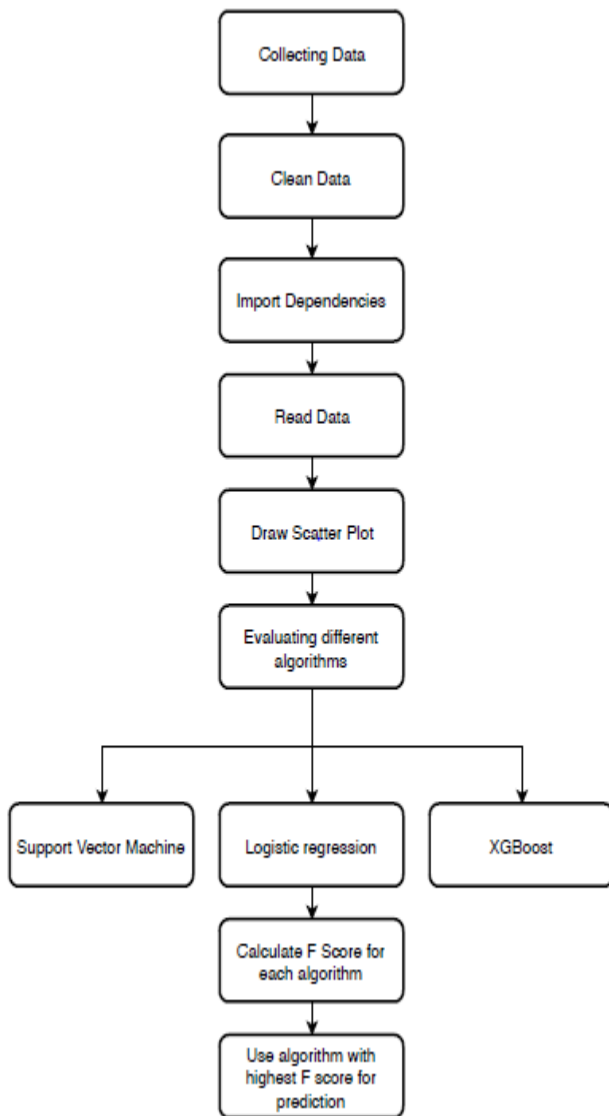 Collecting Data
Clean Data
Import Dependencies
Read Data
Draw Scatter Plot
Evaluating different
algorithms
Support Vector Machine
Logistic regression
XGBoost
Calculate F Score for
each algorithm
Use algorithm with
highest F score for
prediction